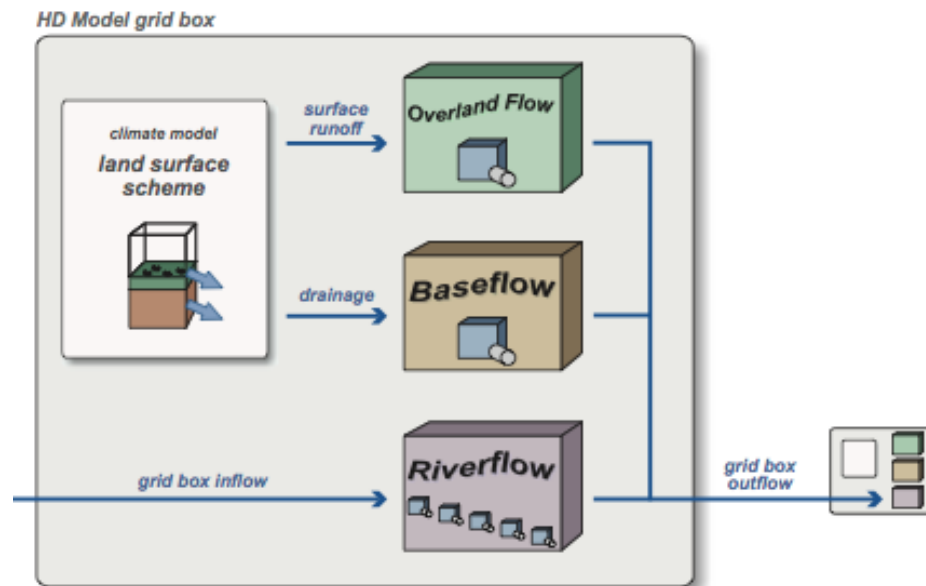 HD Model grid box
climate model
land surface
scheme
surface
runoff
Overland Flow
drainage
Baseflow
grid box inflow
Riverflow
grid box
outflow